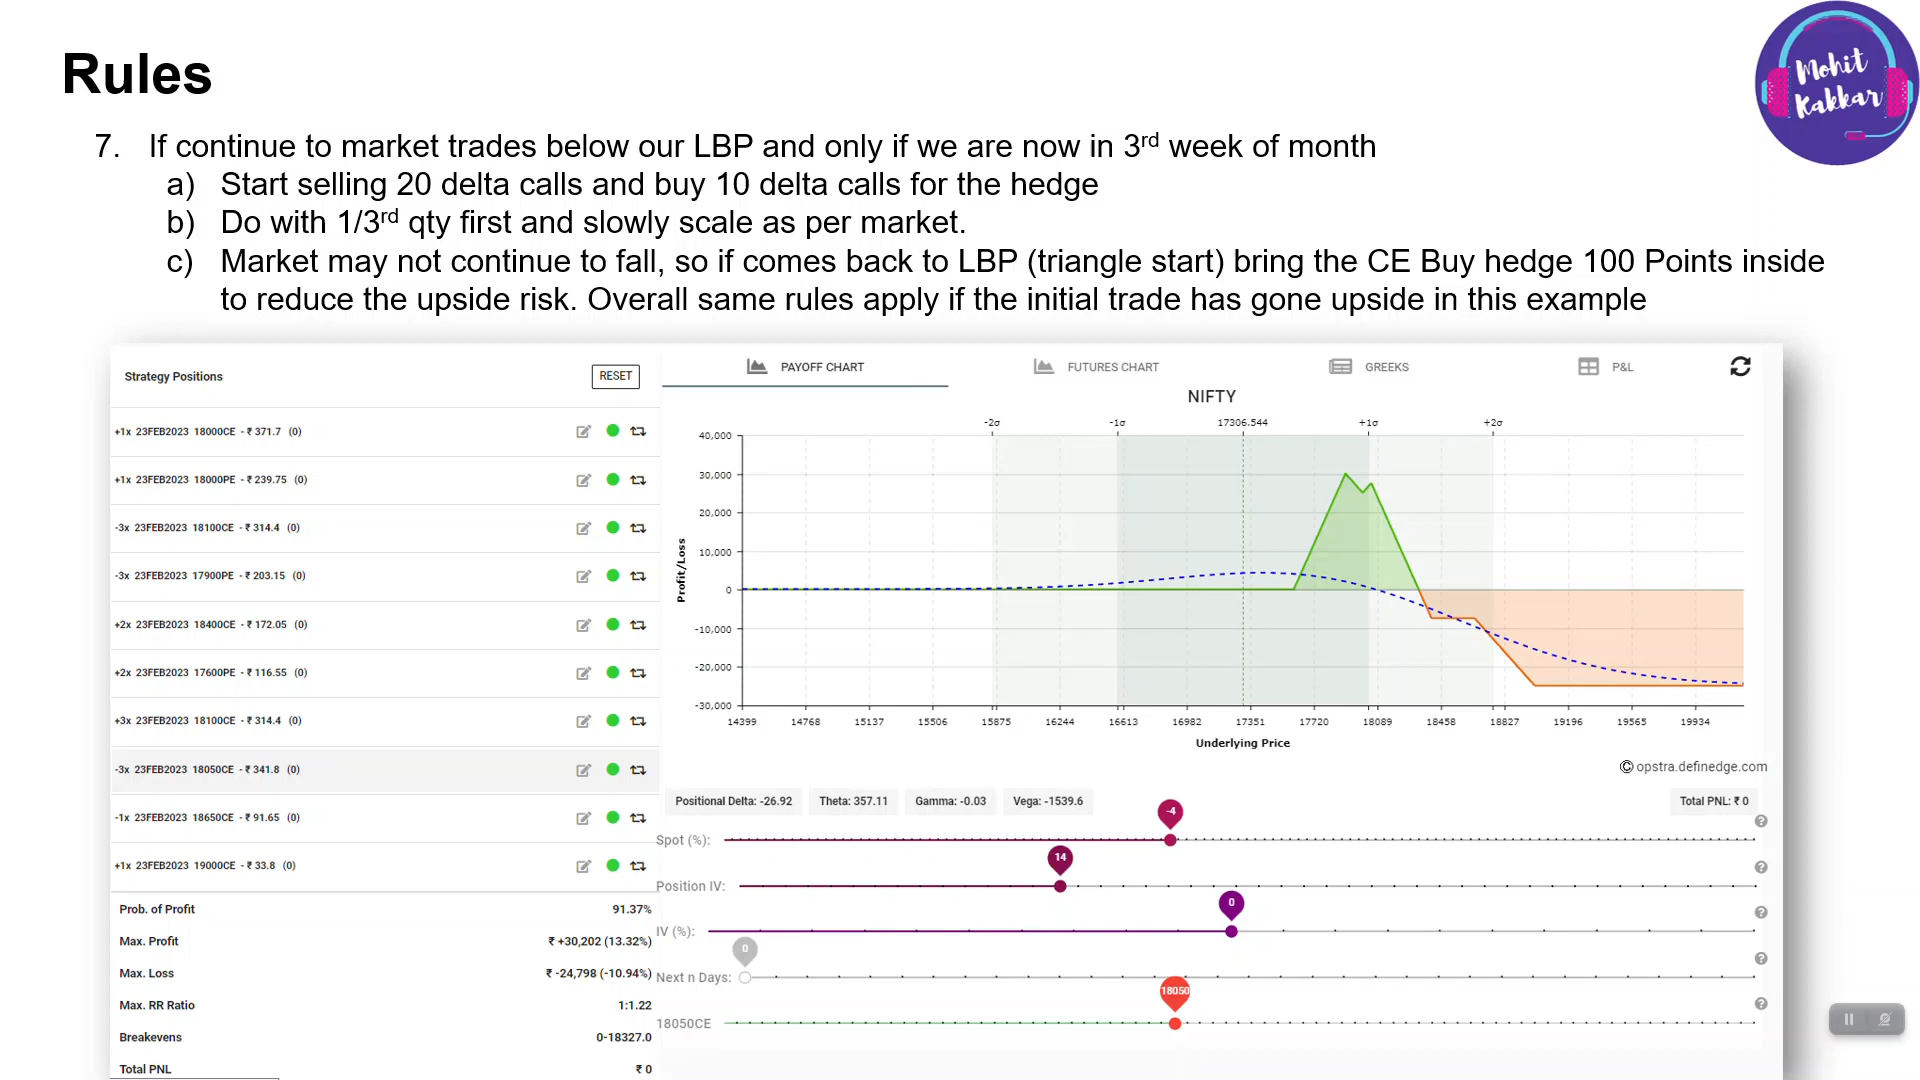 Rules
Mohit
Kakkar
7. If continue to market trades below our LBP and only if we are now in 3rd week of month
a) Start selling 20 delta calls and buy 10 delta calls for the hedge
b) Do with 1/3rd qty first and slowly scale as per market.
c) Market may not continue to fall, so if comes back to LBP (triangle start) bring the CE Buy hedge 100 Points inside
to reduce the upside risk. Overall same rules apply if the initial trade has gone upside in this example
Strategy Positions
RESET
+1x 23FEB2023 18000CE - ₹ 371.7 (0)
+1x 23FEB2023 18000PE - ₹ 239.75 (0)
-3x 23FEB2023 18100CE - ₹ 314.4 (0)
-3x 23FEB2023 17900PE - ₹ 203.15 (0)
+2x 23FEB2023 18400CE - ₹ 172.05 (0)
+2x 23FEB2023 17600PE - ₹ 116.55 (0)
+3x 23FEB2023 18100CE - ₹ 314.4 (0)
-3x 23FEB2023 18050CE - ₹ 341.8 (0)
-1x 23FEB2023 18650CE - ₹ 91.65 (0)
+1x 23FEB2023 19000CE - ₹ 33.8 (0)
Prob. of Profit 91.37%
Max. Profit ₹ +30,202 (13.32%)
Max. Loss ₹ -24,798 (-10.94%)
Max. RR Ratio 1:1.22
Breakevens 0-18327.0
Total PNL ₹ 0
PAYOFF CHART FUTURES CHART GREEKS P&L
NIFTY
-2σ -1σ 17306.544 +1σ +2σ
40,000
30,000
20,000
10,000
0
-10,000
-20,000
-30,000
Profit/Loss
14399 14768 15137 15506 15875 16244 16613 16982 17351 17720 18089 18458 18827 19196 19565 19934
Underlying Price
© opstra.definedge.com
Positional Delta: -26.92 Theta: 357.11 Gamma: -0.03 Vega: -1539.6 Total PNL: ₹ 0
-4
Spot (%):
14
Position IV:
0
IV (%):
0
Next n Days:
18050
18050CE